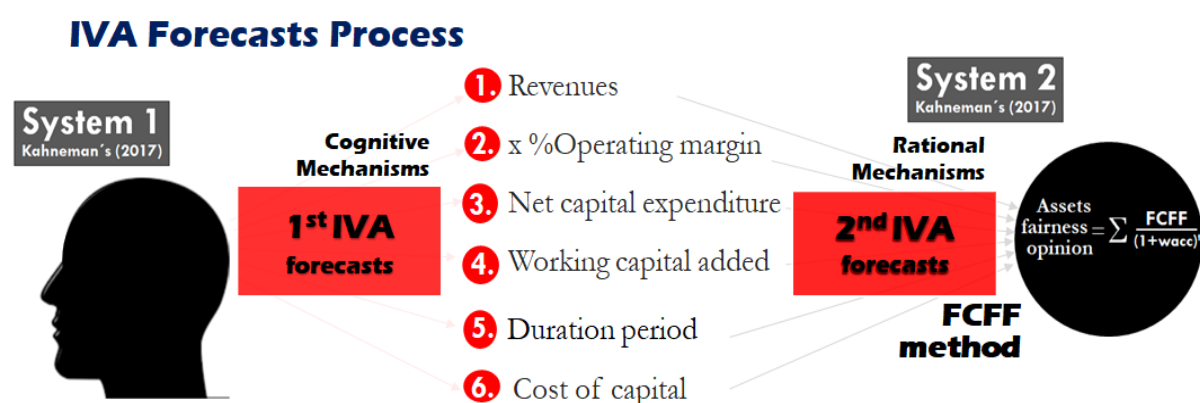 IVA Forecasts Process
System 1
Kahneman´s (2017)
Cognitive
Mechanisms
1st IVA
forecasts
1. Revenues
2. x %Operating margin
3. Net capital expenditure
4. Working capital added
5. Duration period
6. Cost of capital
System 2
Kahneman´s (2017)
Rational
Mechanisms
2nd IVA
forecasts
FCFF
method
Assets
fairness = ∑ FCFF
opinion (1+wacc)